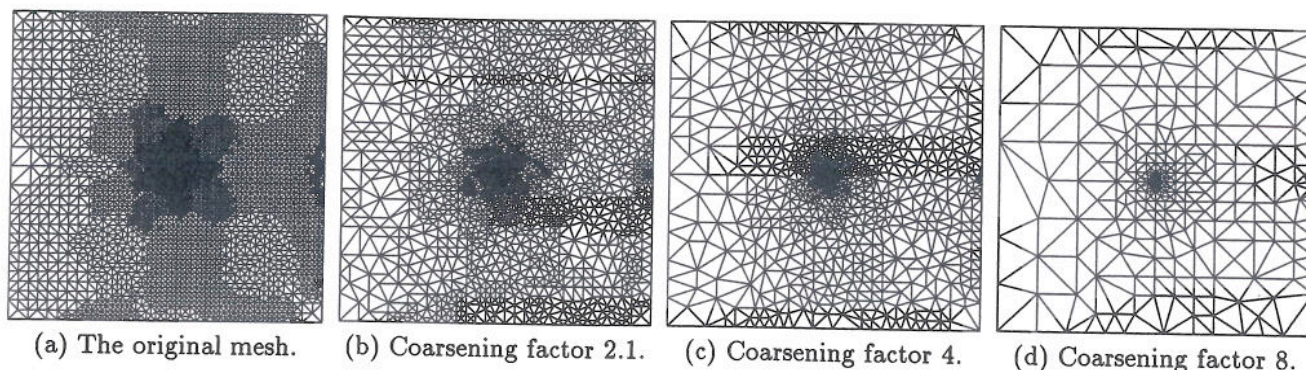 (a) The original mesh.
(b) Coarsening factor 2.1.
(c) Coarsening factor 4.
(d) Coarsening factor 8.